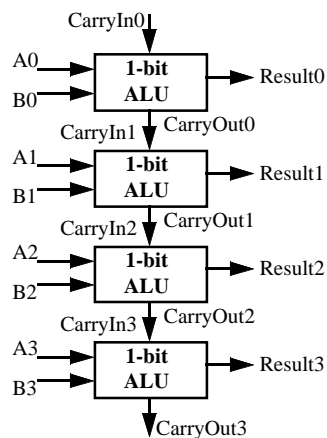 CarryIn0
A0
1-bit
Result0
B0
ALU
CarryIn1
CarryOut0
A1
1-bit
Result1
B1
ALU
CarryIn2
CarryOut1
A2
1-bit
Result2
B2
ALU
CarryIn3
CarryOut2
A3
1-bit
Result3
B3
ALU
CarryOut3